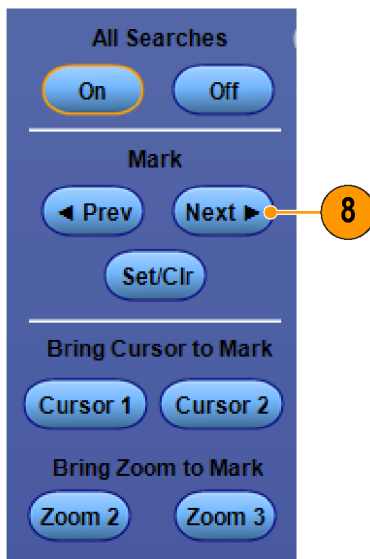 All Searches
On Off
Mark
◄ Prev Next ►
8
Set/Clr
Bring Cursor to Mark
Cursor 1 Cursor 2
Bring Zoom to Mark
Zoom 2 Zoom 3